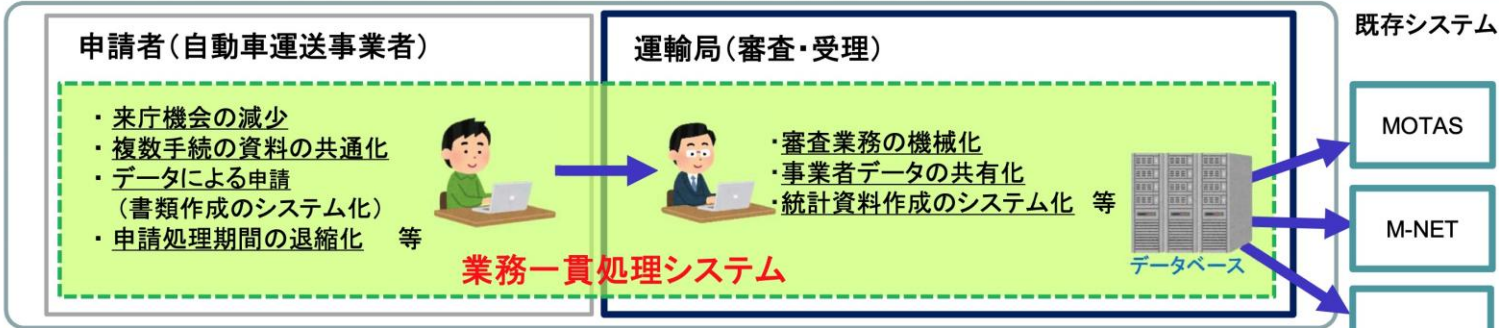 申請者(自動車運送事業者)
・来庁機会の減少
・複数手続の資料の共通化
・データによる申請
(書類作成のシステム化)
・申請処理期間の退縮化 等
運輸局(審査・受理)
・審査業務の機械化
・事業者データの共有化
・統計資料作成のシステム化 等
データベース
業務一貫処理システム
既存システム
MOTAS
M-NET